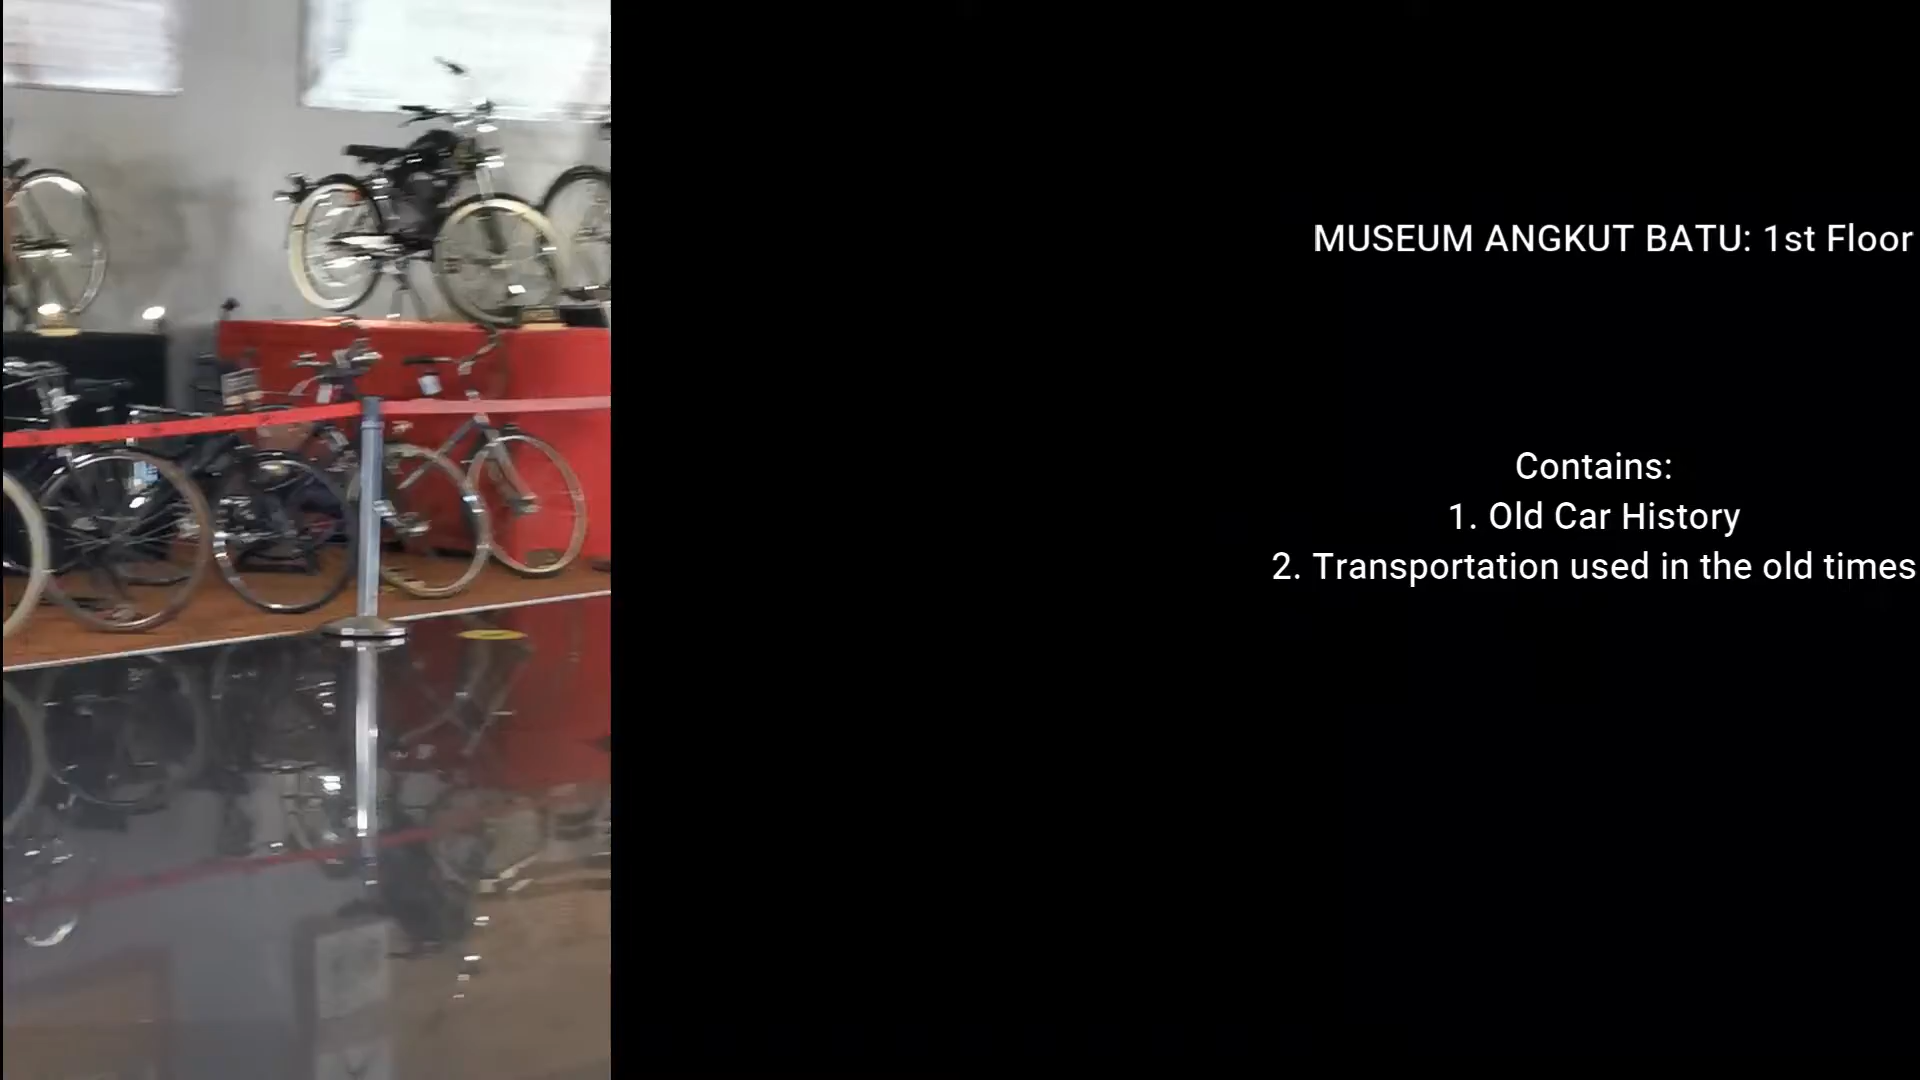 MUSEUM ANGKUT BATU: 1st Floor
Contains:
1. Old Car History
2. Transportation used in the old times